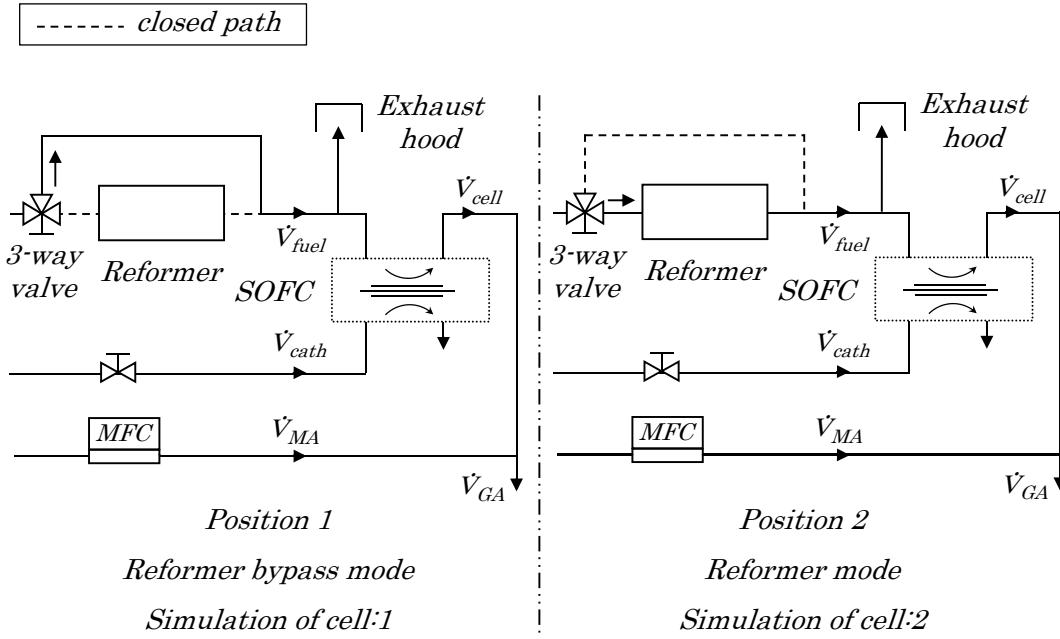 closed path
Exhaust
hood
V̇cell
V̇fuel
3-way
valve
Reformer
SOFC
V̇cath
MFC
V̇MA
V̇GA
Position 1
Reformer bypass mode
Simulation of cell:1
Exhaust
hood
V̇cell
V̇fuel
3-way
valve
Reformer
SOFC
V̇cath
MFC
V̇MA
V̇GA
Position 2
Reformer mode
Simulation of cell:2